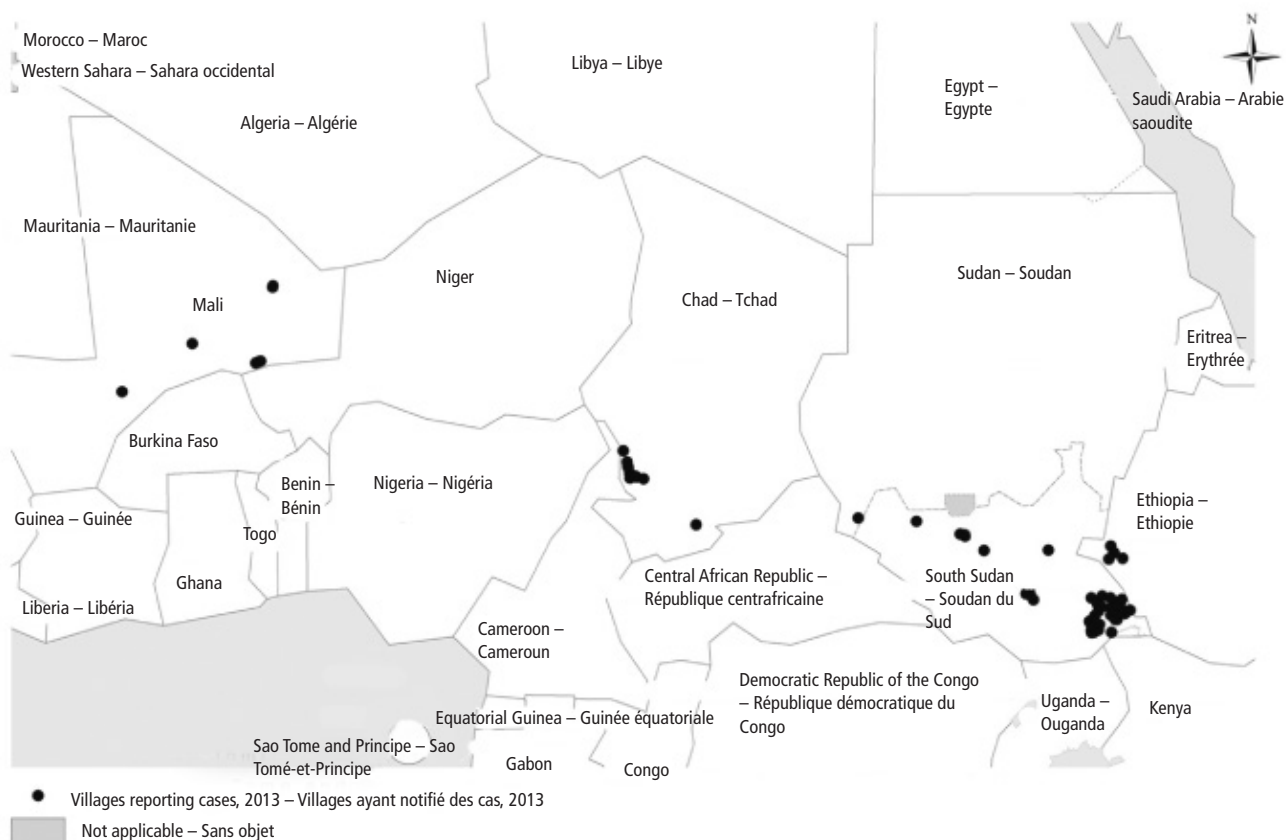 N
Morocco – Maroc
Western Sahara – Sahara occidental
Libya – Libye
Egypt –
Egypte
Saudi Arabia – Arabie
saoudite
Algeria – Algérie
Mauritania – Mauritanie
Mali
Niger
Chad – Tchad
Sudan – Soudan
Eritrea –
Erythrée
Burkina Faso
Benin –
Bénin
Nigeria – Nigéria
Ethiopia –
Ethiopie
Guinea – Guinée
Togo
Ghana
Liberia – Libéria
Central African Republic –
République centrafricaine
South Sudan
– Soudan du
Sud
Cameroon –
Cameroun
Democratic Republic of the Congo
– République démocratique du
Congo
Uganda –
Ouganda
Kenya
Equatorial Guinea – Guinée équatoriale
Sao Tome and Principe – Sao
Tomé-et-Principe
Gabon
Congo
Villages reporting cases, 2013 – Villages ayant notifié des cas, 2013
Not applicable – Sans objet